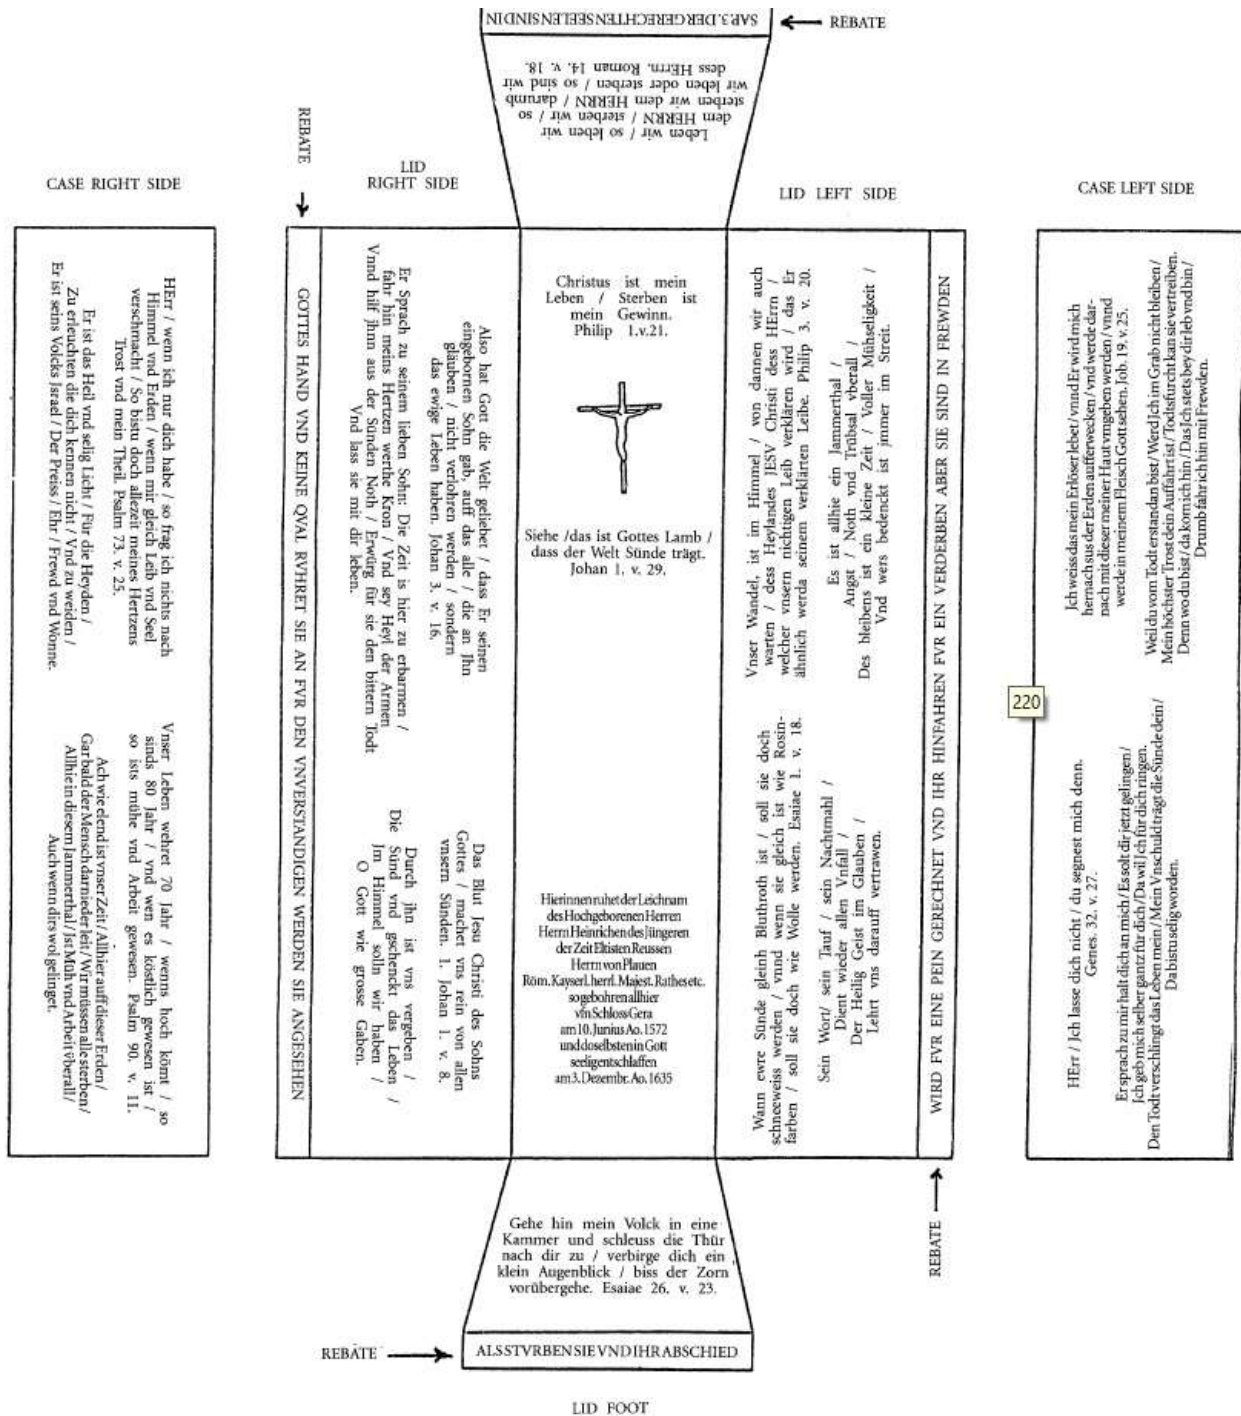 SAP.3. DER GERECHTEN SEELEN SIND IN
REBATE
Leben wir / so leben wir
dem HERRN / sterben wir / so
sterben wir dem HERRN / darumb
wir leben oder sterben / so sind wir
dess HErrn. Roman. 14. v. 18.
CASE RIGHT SIDE
HErr / wenn ich nur dich habe / so frag ich nichts nach
Himmel vnd Erden / wenn mir gleich Leib vnd Seel
verschmacht / So bistu doch allezeit meines Hertzens
Trost vnd mein Theil. Psalm 73. v. 25.
Er ist das Heil vnd selig Licht / Für die Heyden /
Zu erleuchten die dich kennen nicht / Vnd zu weiden /
Er ist seins Volcks Jsrael / Der Preiss / Ehr / Frewd vnd Wonne.
Vnser Leben wehret 70 Jahr / wenns hoch kömt / so
sinds 80 Jahr / vnd wen es köstlich gewesen ist /
so ists mühe vnd Arbeit gewesen. Psalm 90. v. 11.
Ach wie elend ist vnser Zeit / Allhier auff dieser Erden /
Gar bald der Mensch darnieder leit / Wir müssen alle sterben /
Allhie in diesem Jammerthal / Jst Müh vnd Arbeit überall /
Auch wenn dirs wol gelinget.
REBATE
GOTTES HAND VND KEINE QVAL RVHRET SIE AN FVR DEN VNVERSTANDIGEN WERDEN SIE ANGESEHEN
LID
RIGHT SIDE
Also hat Gott die Welt geliebet / dass Er seinen
eingebornen Sohn gab, auff das alle / die an Jhn
gläuben / nicht verlohren werden / sondern
das ewige Leben haben. Johan 3. v. 16.
Er Sprach zu seinem lieben Sohn: Die Zeit is hier zu erbarmen /
fahr hin meins Hertzen werthe Kron / Vnd sey Heyl der Armen
Vnnd hilf jhnn aus der Sünden Noth / Erwürg für sie den bittern Todt
Vnd lass sie mit dir leben.
Das Blut Jesu Christi des Sohns
Gottes / machet vns rein von allen
vnsern Sünden. 1. Johan 1. v. 8.
Durch jhn ist vns vergeben /
Die Sünd vnd gschenckt das Leben /
Jm Himmel solln wir haben /
O Gott wie grosse Gaben.
Christus ist mein
Leben / Sterben ist
mein Gewinn.
Philip 1.v.21.
Siehe /das ist Gottes Lamb /
dass der Welt Sünde trägt.
Johan 1. v. 29.
Hierinnen ruhet der Leichnam
des Hochgeborenen Herren
Herrn Heinrichen des Jüngeren
der Zeit Eltisten Reussen
Herrn von Plauen
Röm. Kayserl. herrl. Majest. Rathes etc.
so gebohren allhier
vfn Schloss Gera
am 10. Junius Ao. 1572
und doselbsten in Gott
seelig entschlaffen
am 3. Dezembr. Ao. 1635
LID LEFT SIDE
Vnser Wandel, ist im Himmel / von dannen wir auch
warten / dess Heylandes JESV Christi dess HErrn /
welcher vnsern nichtigen Leib verklären wird / das Er
ähnlich werda seinem verklärten Leibe. Philip 3. v. 20.
Es ist allhie ein Jammerthal /
Angst / Noth vnd Trübsal vberall /
Des bleibens ist ein kleine Zeit / Voller Mühseligkeit /
Vnd wers bedenckt ist jmmer im Streit.
Wann ewre Sünde gleinh Bluthroth ist / soll sie doch
schneeweiss werden / vnnd wenn sie gleich ist wie Rosin-
farben / soll sie doch wie Wolle werden. Esaiae 1. v. 18.
Sein Wort/ sein Tauf / sein Nachtmahl /
Dient wieder allen Vnfall /
Der Heilig Geist im Glauben /
Lehrt vns darauff vertrawen.
WIRD FVR EINE PEIN GERECHNET VND IHR HINFAHREN FVR EIN VERDERBEN ABER SIE SIND IN FREWDEN
REBATE
CASE LEFT SIDE
Jch weiss das mein Erlöser lebet / vnnd Er wird mich
hernach us der Erden aufferwecken / vnd werde dar-
nach mit dieser meiner Haut vmgeben werden / vnnd
werde in meinem Fleisch Gott sehen. Job. 19. v. 25.
Weil du vom Todt erstandan bist / Werd Jch im Grab nicht bleiben /
Mein höchster Trost dein Auffahrt ist / Todtsfurcht kan sie vertreiben.
Denn wo du bist / da kom ich hin / Das Jch stets bey dir leb vnd bin /
Drumb fahr ich hin mit Frewden.
220
HErr / Jch lasse dich nicht / du segnest mich denn.
Genes. 32. v. 27.
Er sprach zu mir halt dich an mich / Es solt dir jetzt gelingen /
Jch geb mich selber gantz für dich / Da wil Jch für dich ringen.
Den Todt verschlingt das Leben mein / Mein Vnschuld trägt die Sünde dein /
Da bistu selig worden.
Gehe hin mein Volck in eine
Kammer und schleuss die Thür
nach dir zu / verbirge dich ein
klein Augenblick / biss der Zorn
vorübergehe. Esaiae 26. v. 23.
REBATE
ALS STVRBEN SIE VND IHR ABSCHIED
LID FOOT